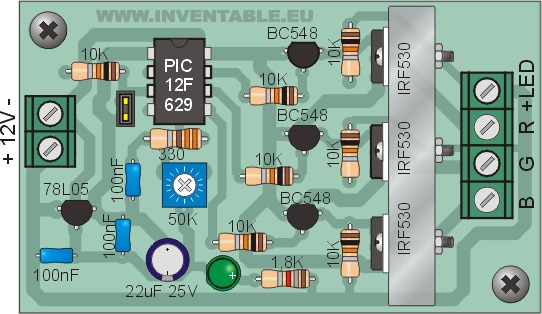 WWW.INVENTABLE.EU
BC548
10K
10K
PIC
12F
629
IRF530
+LED
R
G
B
+ 12V -
10K
330
BC548
10K
IRF530
100nF
10K
78L05
50K
BC548
100nF
10K
10K
IRF530
100nF
22uF 25V
1,8K
+